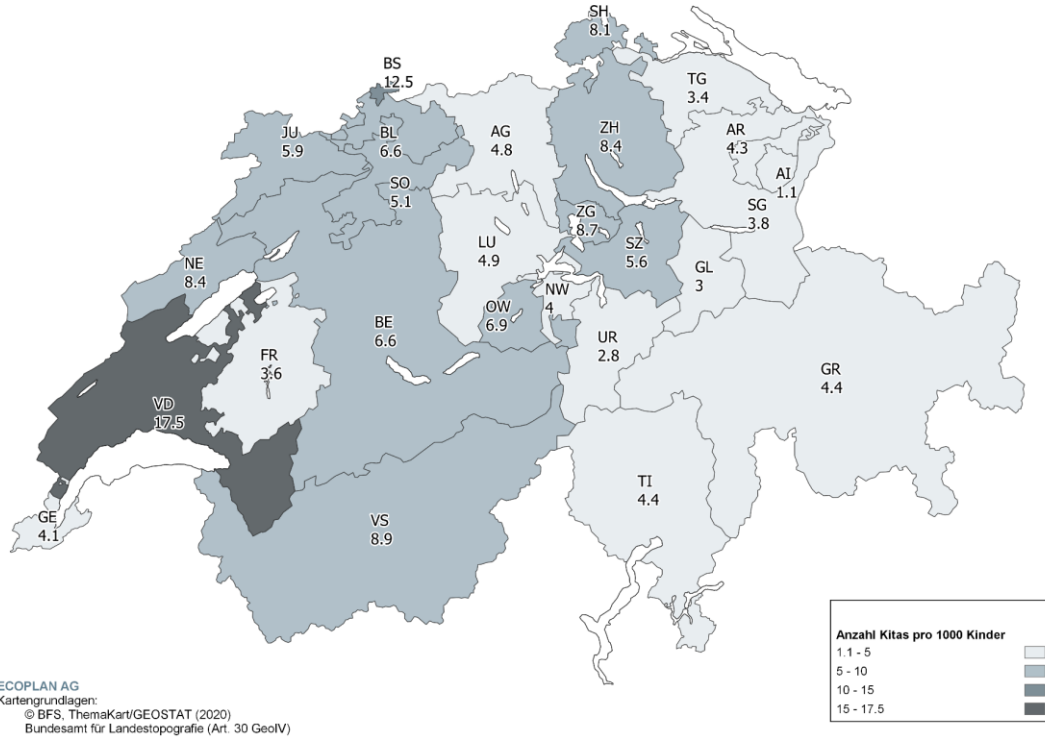 SH
8.1
BS
12.5
TG
3.4
JU
5.9
BL
6.6
AG
4.8
ZH
8.4
AR
4.3
AI
1.1
SO
5.1
SG
3.8
ZG
8.7
LU
4.9
SZ
5.6
NE
8.4
GL
3
NW
4
OW
6.9
BE
6.6
UR
2.8
FR
3.6
GR
4.4
VD
17.5
TI
4.4
GE
4.1
VS
8.9
Anzahl Kitas pro 1000 Kinder
1.1 - 5
5 - 10
10 - 15
15 - 17.5
ECOPLAN AG
Kartengrundlagen:
© BFS, ThemaKart/GEOSTAT (2020)
Bundesamt für Landestopografie (Art. 30 GeoIV)